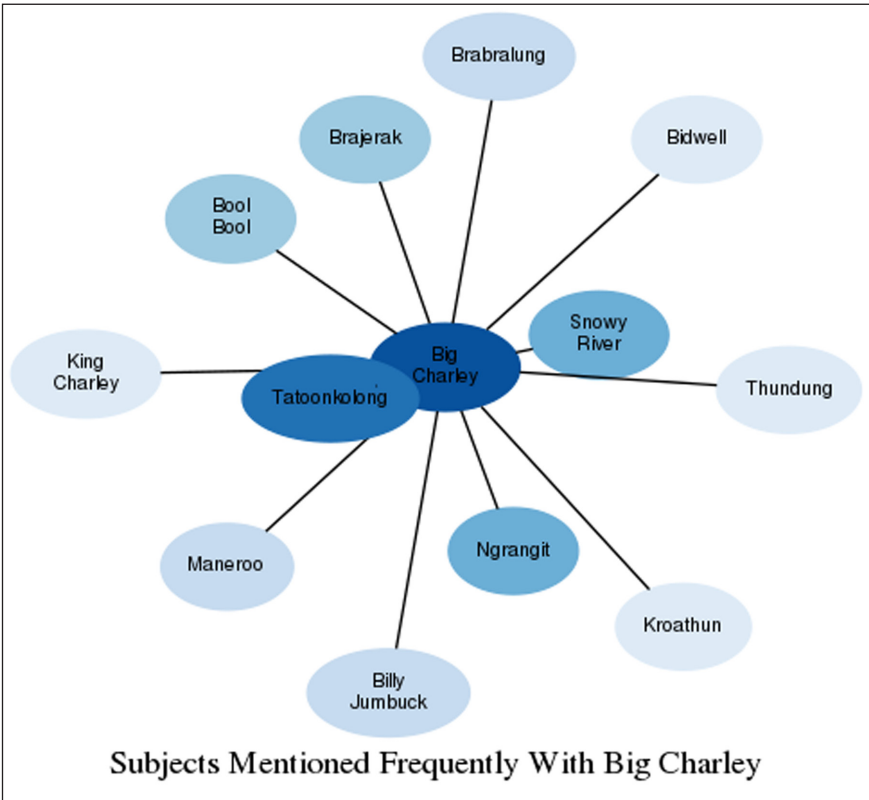 Brabralung
Brajerak
Bidwell
Bool
Bool
Snowy
River
King
Charley
Big
Charley
Tatoonkolong
Thundung
Maneroo
Ngrangit
Kroathun
Billy
Jumbuck
Subjects Mentioned Frequently With Big Charley